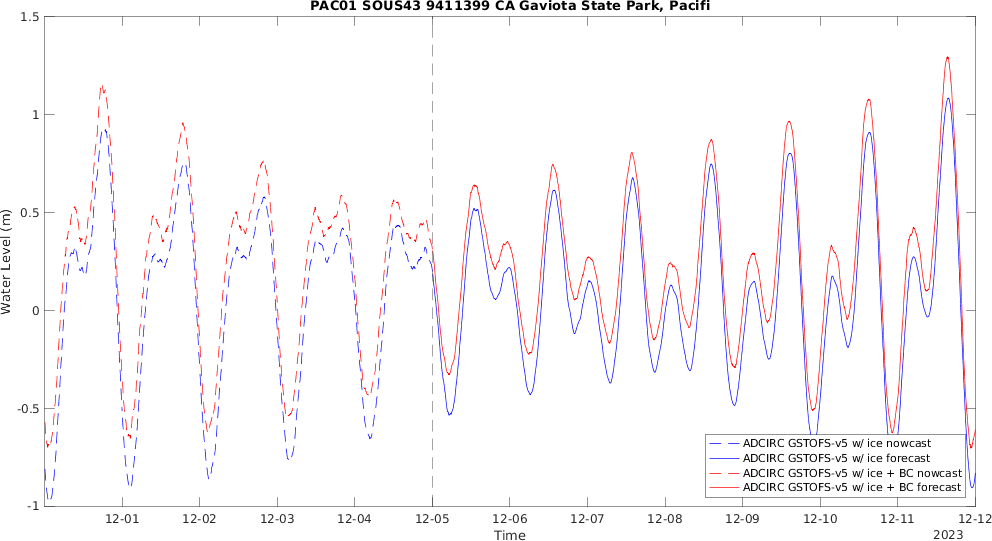 PAC01 SOUS43 9411399 CA Gaviota State Park, Pacifi
1.5
1
0.5
0
-0.5
-1
Water Level (m)
12-01 12-02 12-03 12-04 12-05 12-06 12-07 12-08 12-09 12-10 12-11 12-12
Time
2023
ADCIRC GSTOFS-v5 w/ ice nowcast
ADCIRC GSTOFS-v5 w/ ice forecast
ADCIRC GSTOFS-v5 w/ ice + BC nowcast
ADCIRC GSTOFS-v5 w/ ice + BC forecast